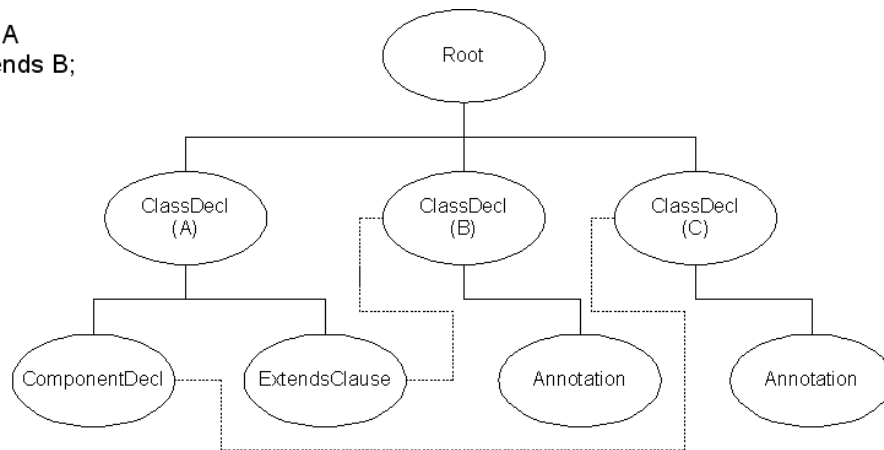 A
ends B;
Root
ClassDecl
(A)
ClassDecl
(B)
ClassDecl
(C)
ComponentDecl
ExtendsClause
Annotation
Annotation